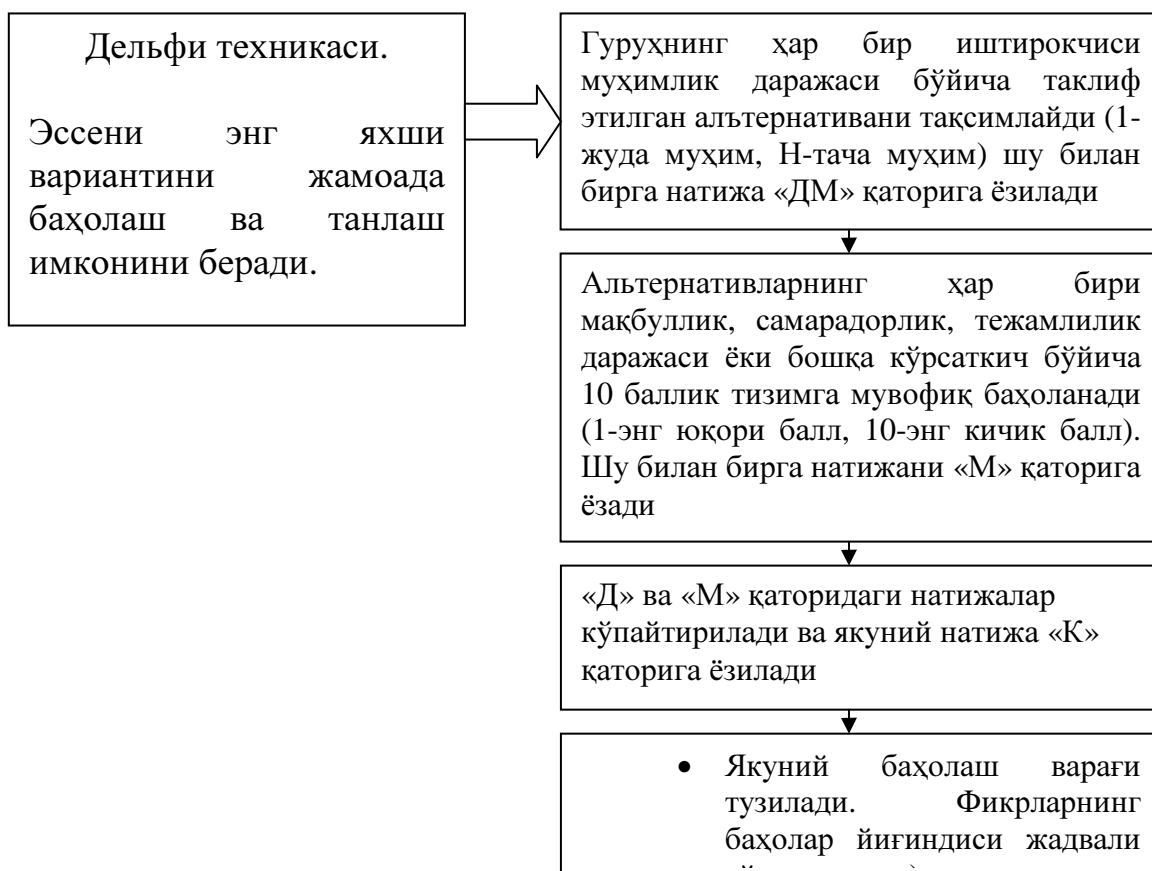 Дельфи техникаси.
Эссени энг яхши
вариантини жамоада
баҳолаш ва танлаш
имконини беради.
Гуруҳнинг ҳар бир иштирокчиси
муҳимлик даражаси бўйича таклиф
этилган алътернативани тақсимлайди (1-
жуда муҳим, Н-тача муҳим) шу билан
бирга натижа «ДМ» қаторига ёзилади
Альтернативларнинг ҳар бири
мақбуллик, самарадорлик, тежамлилик
даражаси ёки бошқа кўрсаткич бўйича
10 баллик тизимга мувофиқ баҳоланади
(1-энг юқори балл, 10-энг кичик балл).
Шу билан бирга натижани «М» қаторига
ёзади
«Д» ва «М» қаторидаги натижалар
кўпайтирилади ва якуний натижа «К»
қаторига ёзилади
• Якуний баҳолаш варағи
тузилади. Фикрларнинг
баҳолар йиғиндиси жадвали